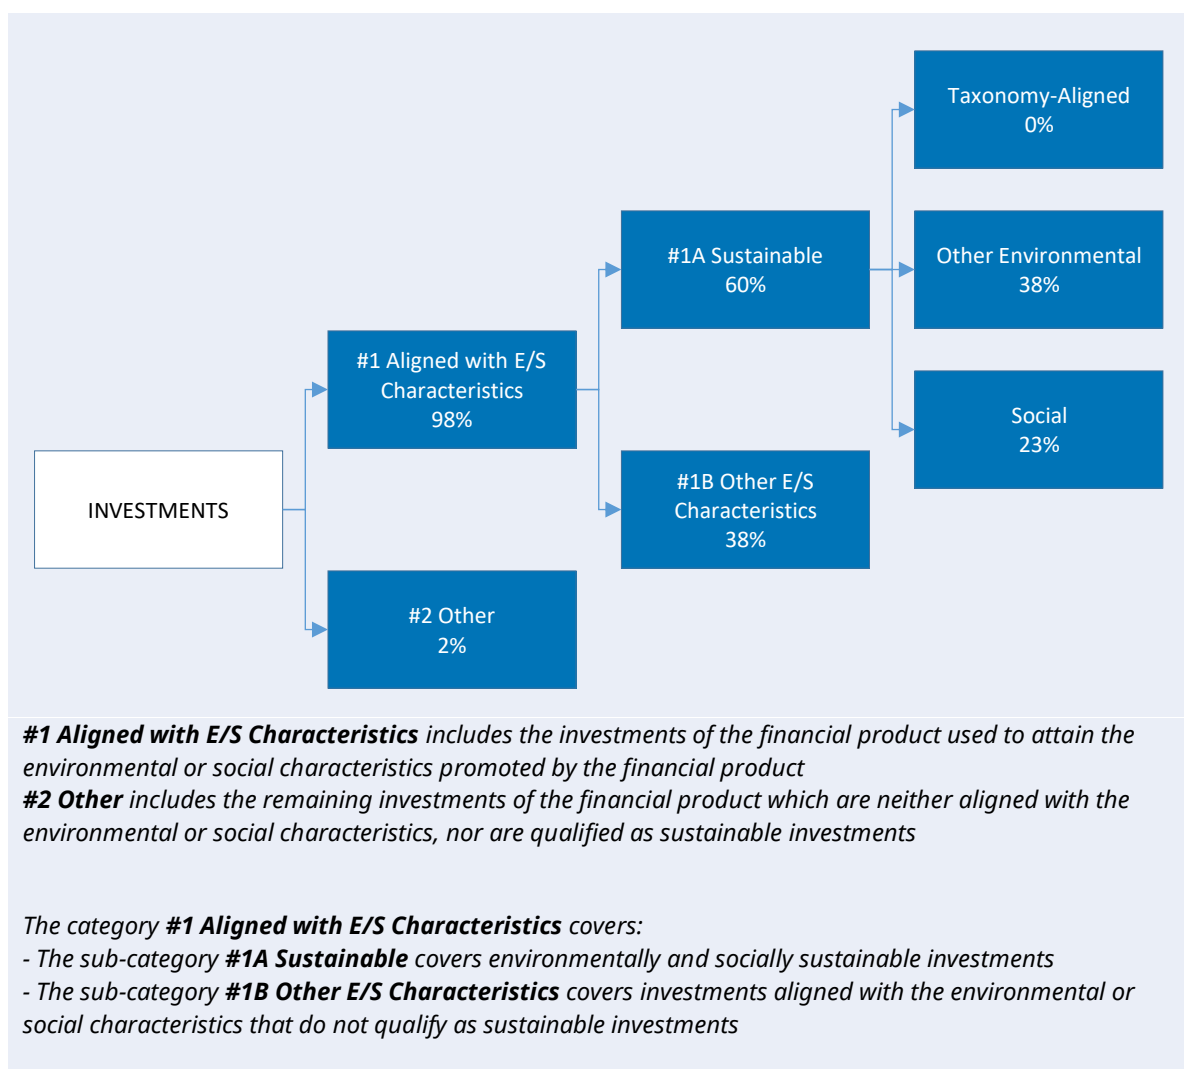 Taxonomy-Aligned
0%
#1A Sustainable
60%
Other Environmental
38%
#1 Aligned with E/S
Characteristics
98%
Social
23%
INVESTMENTS
#1B Other E/S
Characteristics
38%
#2 Other
2%
#1 Aligned with E/S Characteristics includes the investments of the financial product used to attain the
environmental or social characteristics promoted by the financial product
#2 Other includes the remaining investments of the financial product which are neither aligned with the
environmental or social characteristics, nor are qualified as sustainable investments
The category #1 Aligned with E/S Characteristics covers:
- The sub-category #1A Sustainable covers environmentally and socially sustainable investments
- The sub-category #1B Other E/S Characteristics covers investments aligned with the environmental or
social characteristics that do not qualify as sustainable investments